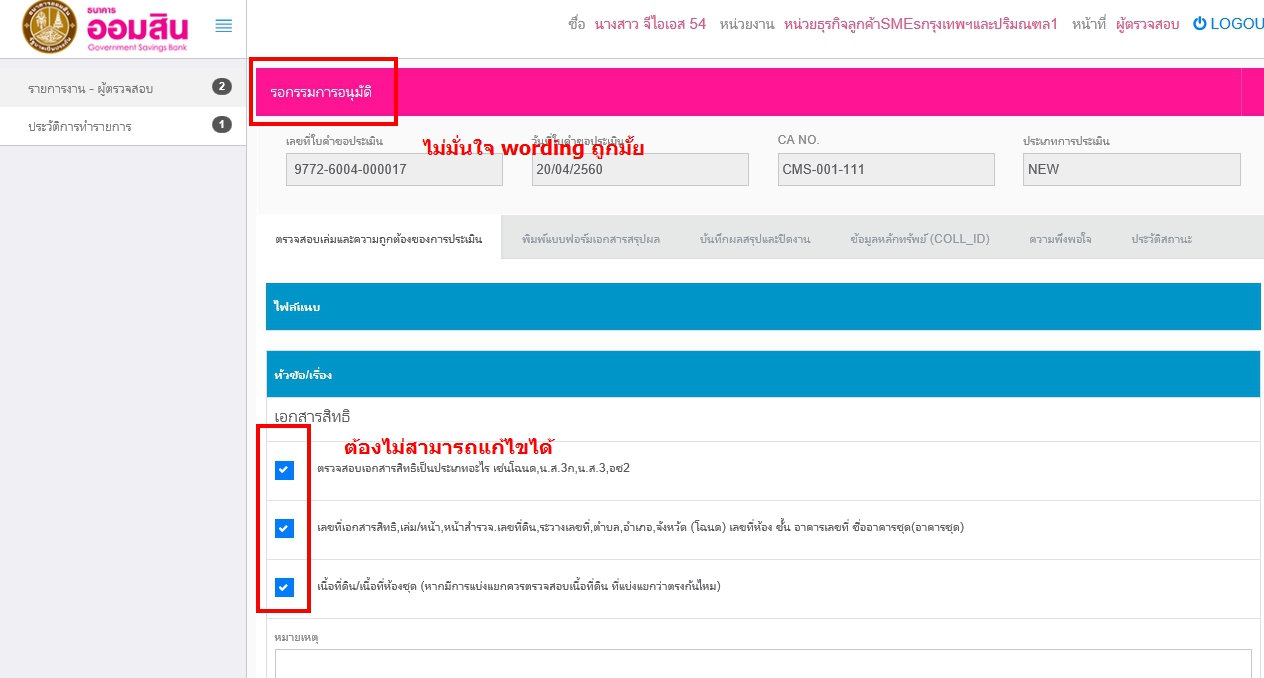 ธนาคาร
ออมสิน
Government Savings Bank
ชื่อ นางสาว จีไอเอส 54 หน่วยงาน หน่วยธุรกิจลูกค้าSMEsกรุงเทพฯและปริมณฑล1 หน้าที่ ผู้ตรวจสอบ LOGOU
รายการงาน - ผู้ตรวจสอบ 2
ประวัติการทำรายการ 1
รอกรรมการอนุมัติ
เลขที่ใบคำขอประเมิน วันที่ใบคำขอประเมิน CA NO. ประเภทการประเมิน
ไม่มั่นใจ wording ถูกมั้ย
9772-6004-000017 20/04/2560 CMS-001-111 NEW
ตรวจสอบเล่มและความถูกต้องของการประเมิน พิมพ์แบบฟอร์มเอกสารสรุปผล บันทึกผลสรุปและปิดงาน ข้อมูลหลักทรัพย์ (COLL_ID) ความพึงพอใจ ประวัติสถานะ
ไฟล์แนบ
หัวข้อ/เรื่อง
เอกสารสิทธิ
ต้องไม่สามารถแก้ไขได้
ตรวจสอบเอกสารสิทธิเป็นประเภทอะไร เช่นโฉนด,น.ส.3ก,น.ส.3,อช2
เลขที่เอกสารสิทธิ,เล่ม/หน้า,หน้าสำรวจ.เลขที่ดิน,ระวางเลขที่,ตำบล,อำเภอ,จังหวัด (โฉนด) เลขที่ห้อง ชั้น อาคารเลขที่ ชื่ออาคารชุด(อาคารชุด)
เนื้อที่ดิน/เนื้อที่ห้องชุด (หากมีการแบ่งแยกควรตรวจสอบเนื้อที่ดิน ที่แบ่งแยกว่าตรงกันไหม)
หมายเหตุ